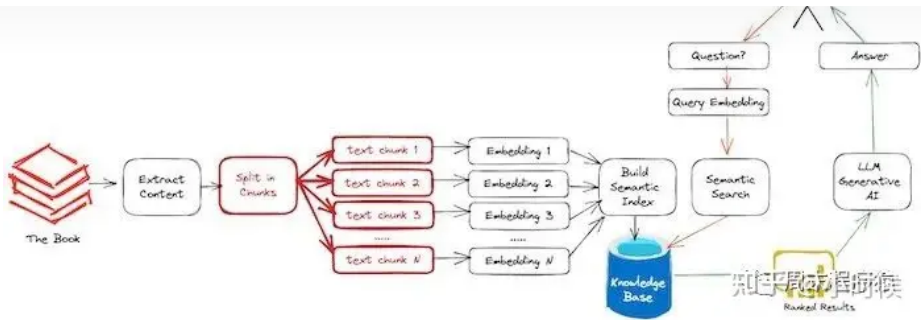 Question?
Answer
Query Embedding
text chunk 1
Embedding 1
The Book
Extract
Content
Split in
Chunks
text chunk 2
Embedding 2
Build
Semantic
Index
Semantic
Search
LLM
Generative
AI
text chunk 3
Embedding 3
.....
.....
text chunk N
Embedding N
Knowledge
Base
Ranked Results